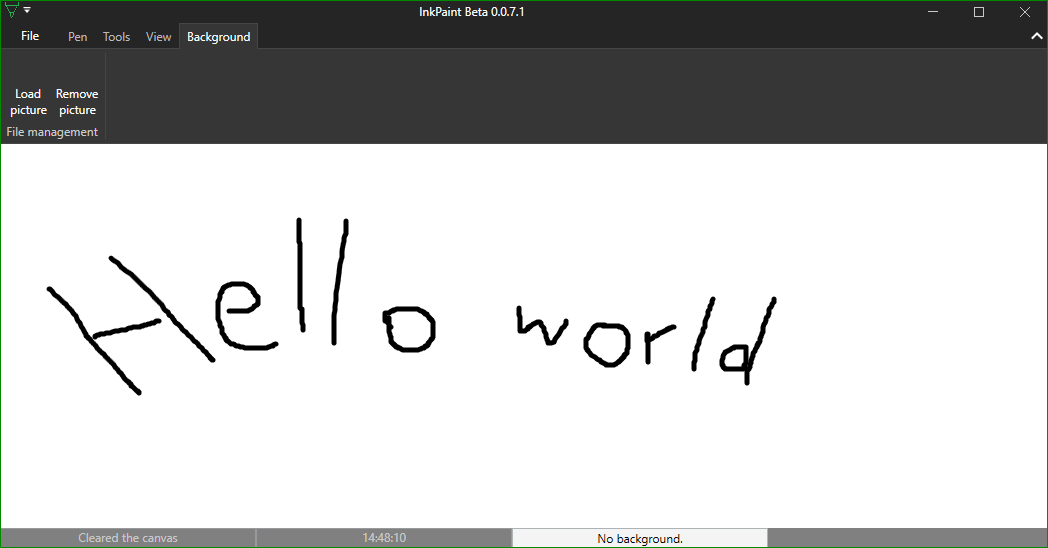 InkPaint Beta 0.0.7.1
File Pen Tools View Background
Load picture Remove picture
File management
Hello world
Cleared the canvas 14:48:10 No background.